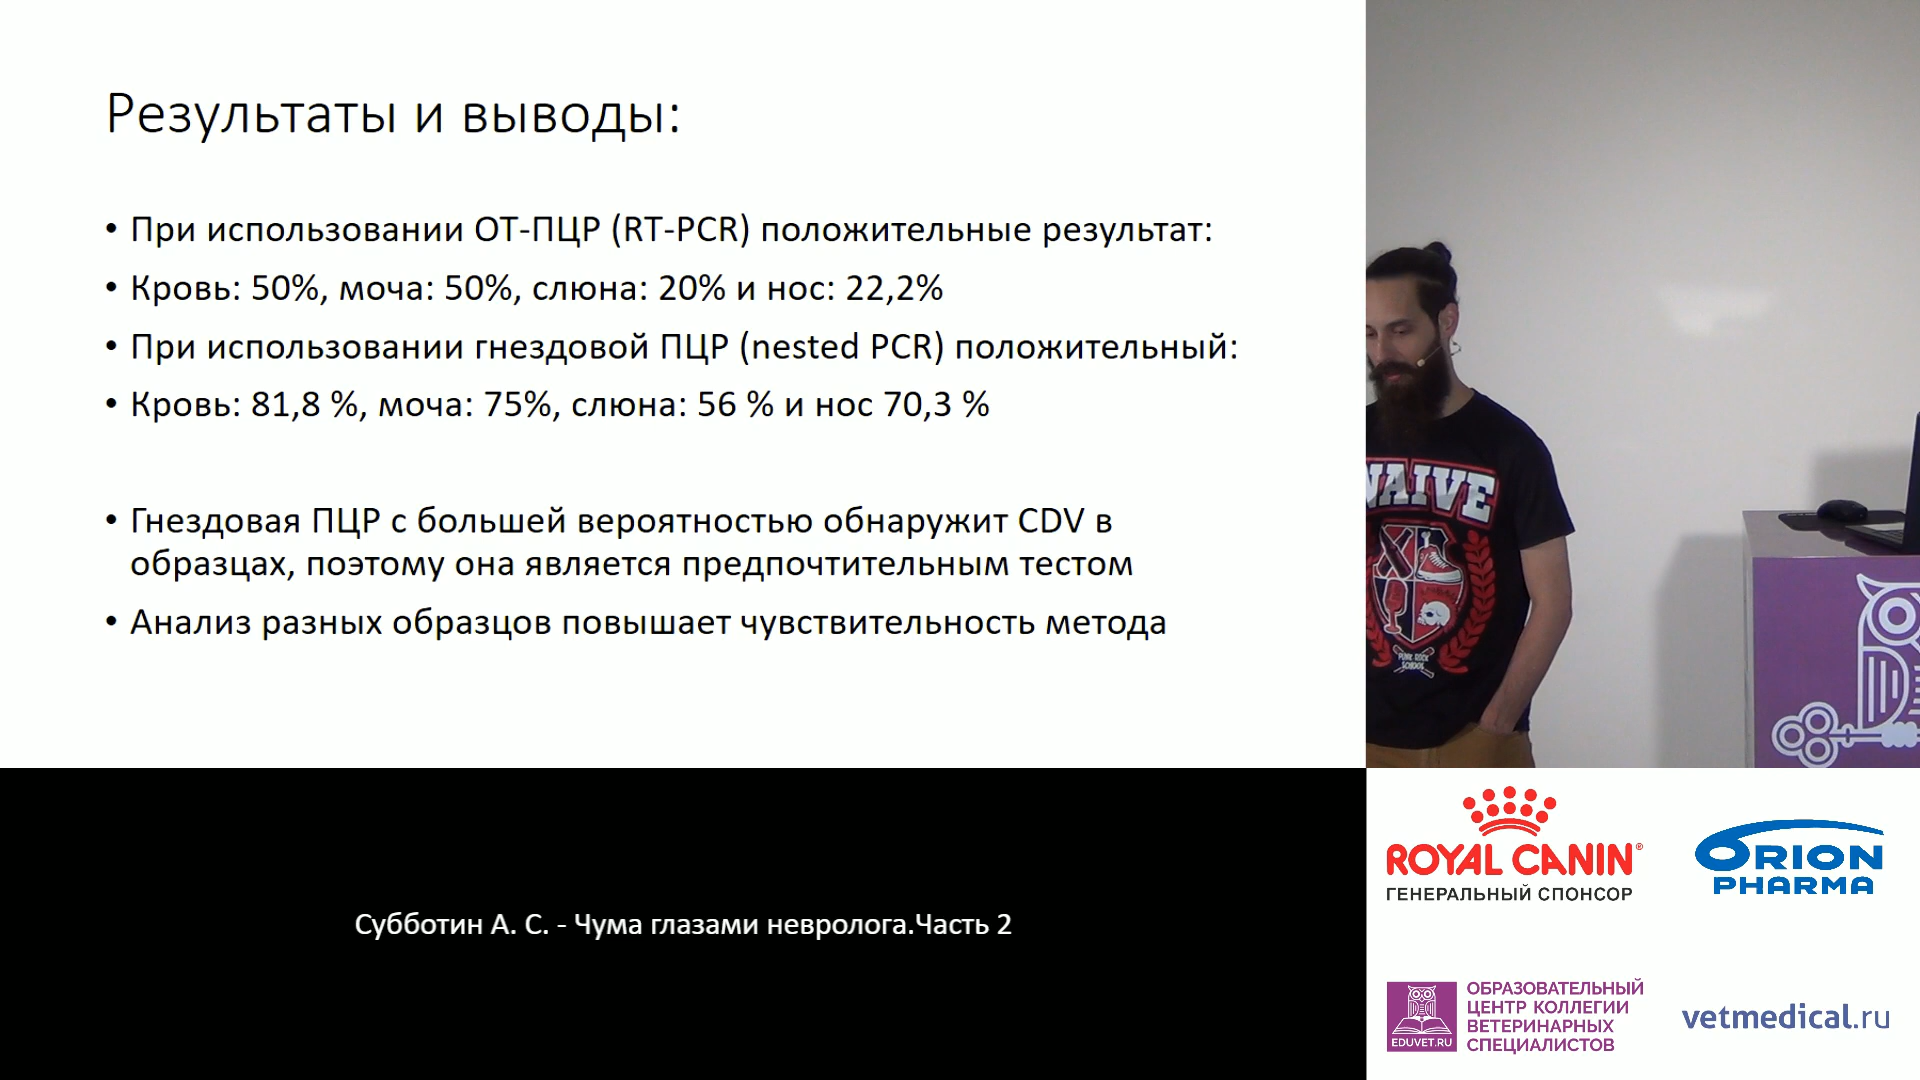 Результаты и выводы:
• При использовании ОТ-ПЦР (RT-PCR) положительные результат:
• Кровь: 50%, моча: 50%, слюна: 20% и нос: 22,2%
• При использовании гнездовой ПЦР (nested PCR) положительный:
• Кровь: 81,8 %, моча: 75%, слюна: 56 % и нос 70,3 %
• Гнездовая ПЦР с большей вероятностью обнаружит CDV в
образцах, поэтому она является предпочтительным тестом
• Анализ разных образцов повышает чувствительность метода
NAIVE
PUNK ROCK
SCHOOL
Субботин А. С. - Чума глазами невролога.Часть 2
ROYAL CANIN®
ГЕНЕРАЛЬНЫЙ СПОНСОР
ORION
PHARMA
EDUVET.RU
ОБРАЗОВАТЕЛЬНЫЙ
ЦЕНТР КОЛЛЕГИИ
ВЕТЕРИНАРНЫХ
СПЕЦИАЛИСТОВ
vetmedical.ru